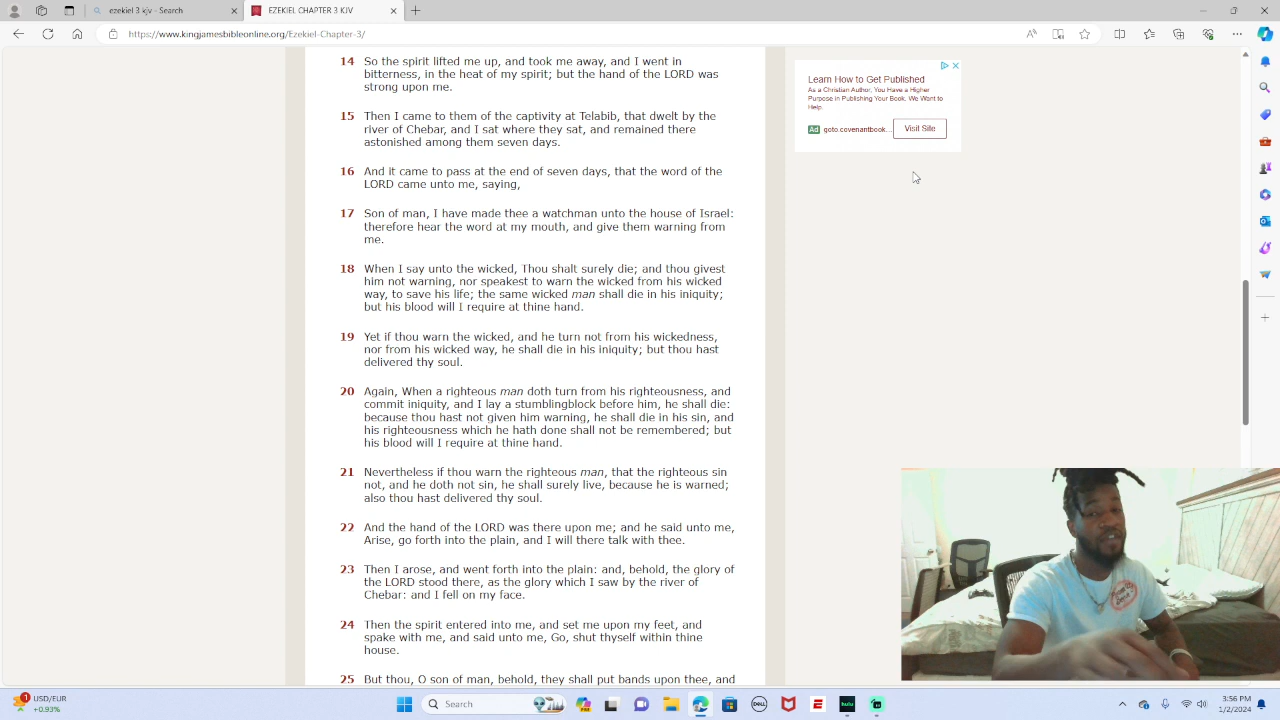 ezekiel 3 kjv - Search
EZEKIEL CHAPTER 3 KJV
https://www.kingjamesbibleonline.org/Ezekiel-Chapter-3/
14 So the spirit lifted me up, and took me away, and I went in
bitterness, in the heat of my spirit; but the hand of the LORD was
strong upon me.
15 Then I came to them of the captivity at Telabib, that dwelt by the
river of Chebar, and I sat where they sat, and remained there
astonished among them seven days.
16 And it came to pass at the end of seven days, that the word of the
LORD came unto me, saying,
17 Son of man, I have made thee a watchman unto the house of Israel:
therefore hear the word at my mouth, and give them warning from
me.
18 When I say unto the wicked, Thou shalt surely die; and thou givest
him not warning, nor speakest to warn the wicked from his wicked
way, to save his life; the same wicked man shall die in his iniquity;
but his blood will I require at thine hand.
19 Yet if thou warn the wicked, and he turn not from his wickedness,
nor from his wicked way, he shall die in his iniquity; but thou hast
delivered thy soul.
20 Again, When a righteous man doth turn from his righteousness, and
commit iniquity, and I lay a stumblingblock before him, he shall die:
because thou hast not given him warning, he shall die in his sin, and
his righteousness which he hath done shall not be remembered; but
his blood will I require at thine hand.
21 Nevertheless if thou warn the righteous man, that the righteous sin
not, and he doth not sin, he shall surely live, because he is warned;
also thou hast delivered thy soul.
22 And the hand of the LORD was there upon me; and he said unto me,
Arise, go forth into the plain, and I will there talk with thee.
23 Then I arose, and went forth into the plain: and, behold, the glory of
the LORD stood there, as the glory which I saw by the river of
Chebar: and I fell on my face.
24 Then the spirit entered into me, and set me upon my feet, and
spake with me, and said unto me, Go, shut thyself within thine
house.
25 But thou, O son of man, behold, they shall put bands upon thee, and
Learn How to Get Published
As a Christian Author, You Have a Higher
Purpose in Publishing Your Book. We Want to
Help.
Ad goto.covenantbook...
Visit Site
1
USD/EUR
+0.93%
Search
DELL
hulu
3:56 PM
1/2/2024